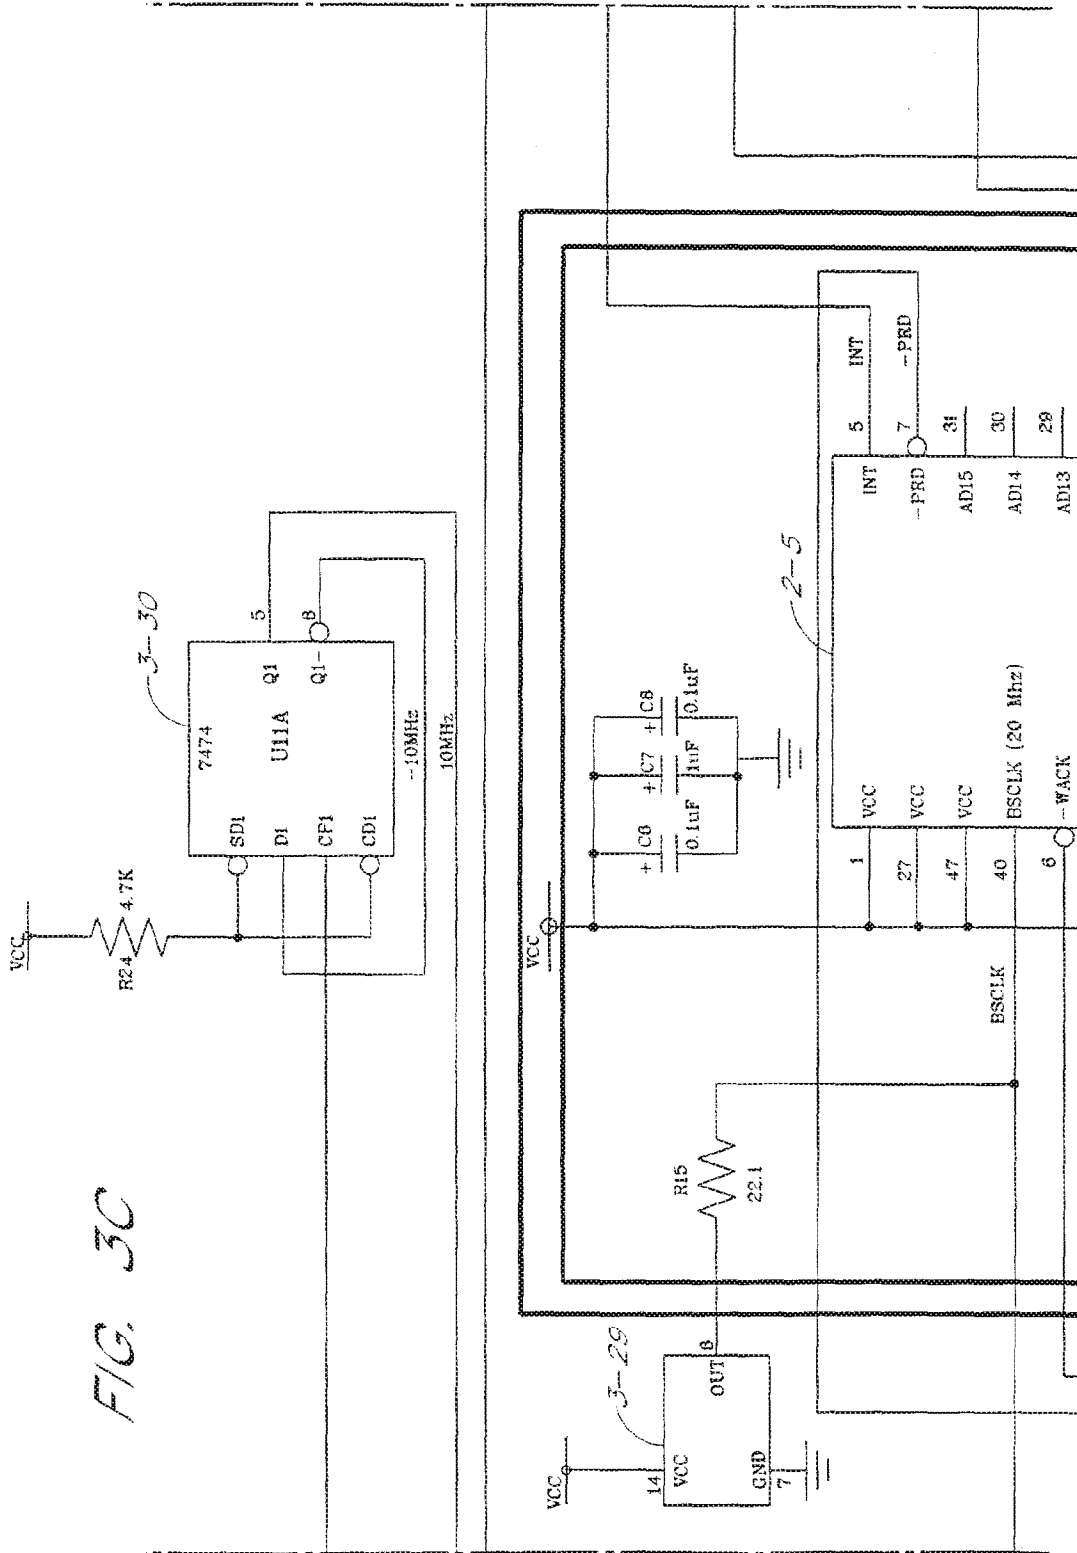 FIG. 3C
VCC
R24
4.7K
3-30
7474
U11A
SD1
D1
CP1
CD1
Q1
Q1-
5
8
-10MHz
10MHz
VCC
14
VCC
OUT
8
GND
7
3-29
R15
22.1
VCC
+ C6
0.1uF
+ C7
1uF
+ C8
0.1uF
2-5
1
VCC
27
VCC
47
VCC
BSCLK
40
BSCLK (20 Mhz)
6
-WACK
INT
5
INT
-PRD
7
-PRD
AD15
31
AD14
30
AD13
29